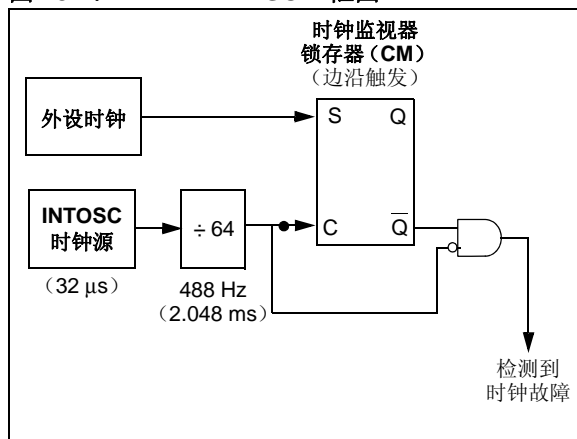 时钟监视器
锁存器（CM）
（边沿触发）
外设时钟
S
Q
INTOSC
时钟源
÷ 64
C
Q
（32 μs）
488 Hz
（2.048 ms）
检测到
时钟故障